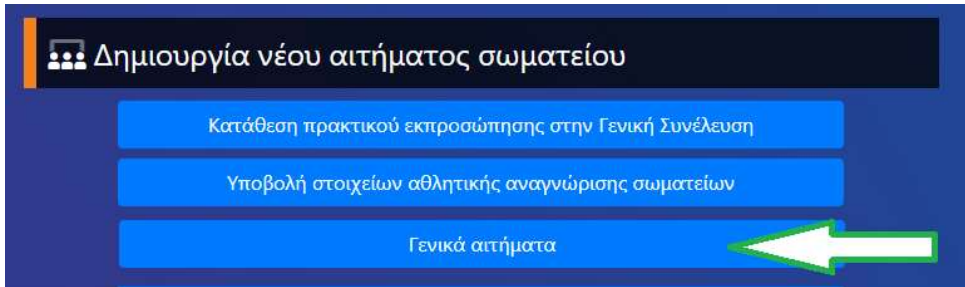 Δημιουργία νέου αιτήματος σωματείου
Κατάθεση πρακτικού εκπροσώπησης στην Γενική Συνέλευση
Υποβολή στοιχείων αθλητικής αναγνώρισης σωματείων
Γενικά αιτήματα